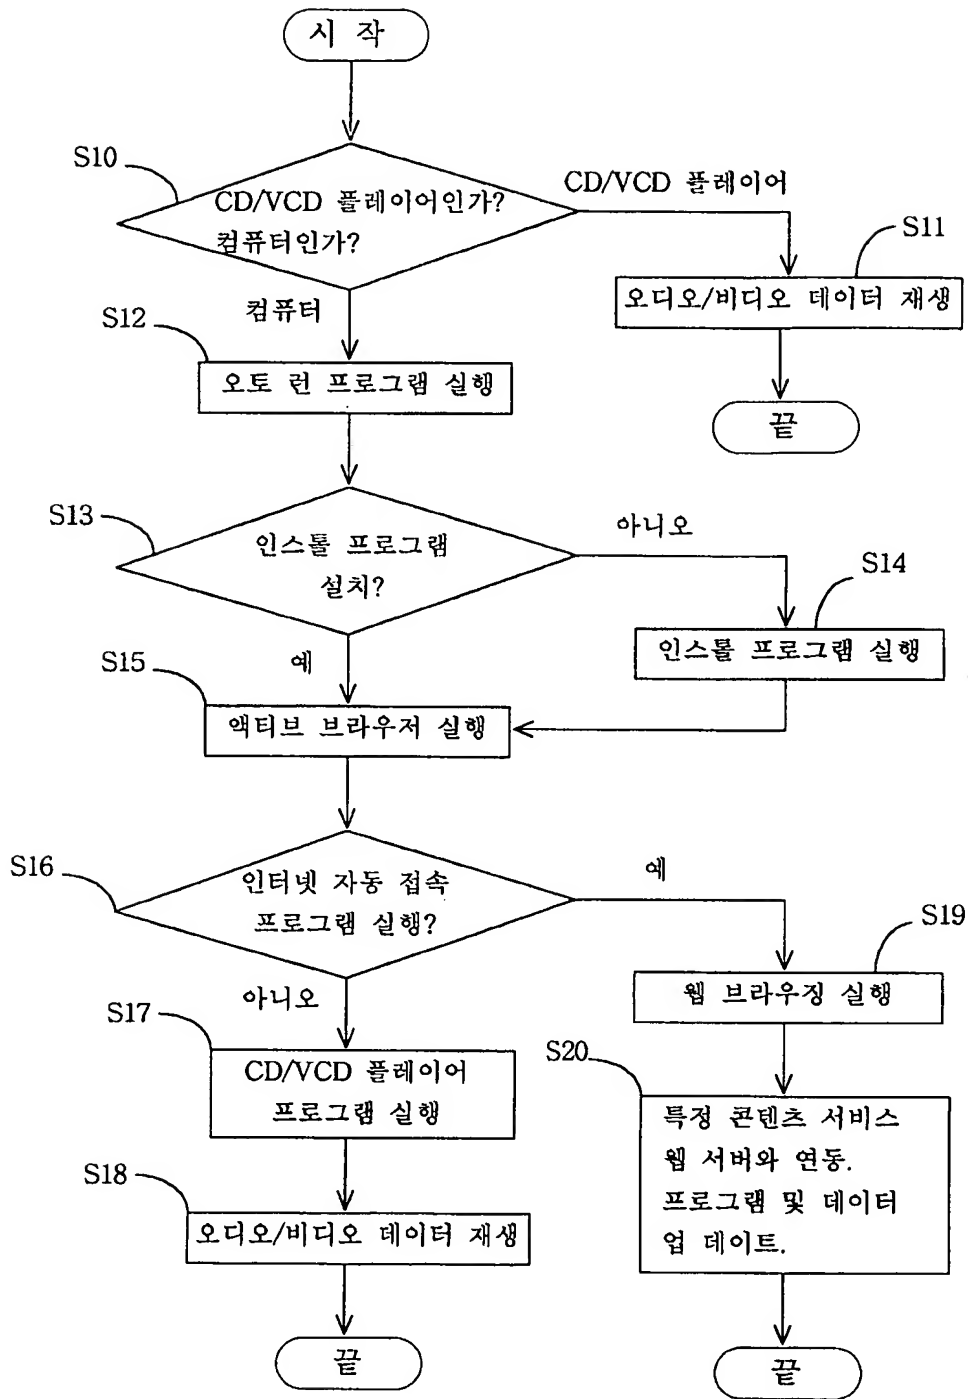 시 작
S10
CD/VCD 플레이어인가?
컴퓨터인가?
CD/VCD 플레이어
S11
오디오/비디오 데이터 재생
끝
컴퓨터
S12
오토 런 프로그램 실행
S13
인스톨 프로그램
설치?
아니오
S14
인스톨 프로그램 실행
예
S15
액티브 브라우저 실행
S16
인터넷 자동 접속
프로그램 실행?
예
S19
웹 브라우징 실행
S20
특정 콘텐츠 서비스
웹 서버와 연동.
프로그램 및 데이터
업 데이트.
끝
아니오
S17
CD/VCD 플레이어
프로그램 실행
S18
오디오/비디오 데이터 재생
끝